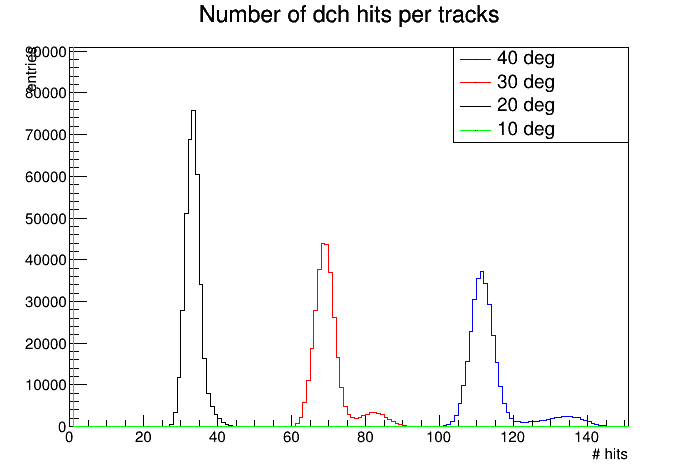 Number of dch hits per tracks
entries
90000
80000
70000
60000
50000
40000
30000
20000
10000
0
0 20 40 60 80 100 120 140
# hits
40 deg
30 deg
20 deg
10 deg